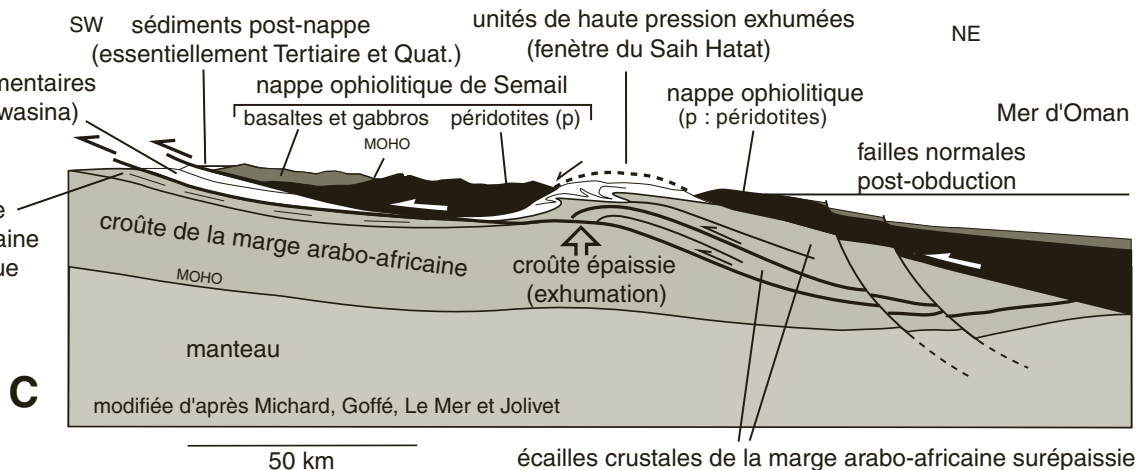 SW
sédiments post-nappe
(essentiellement Tertiaire et Quat.)
unités de haute pression exhumées
(fenètre du Saih Hatat)
NE
nappe ophiolitique de Semail
basaltes et gabbros
péridotites (p)
MOHO
nappe ophiolitique
(p : péridotites)
Mer d'Oman
failles normales
post-obduction
croûte de la marge arabo-africaine
MOHO
croûte épaissie
(exhumation)
manteau
C
modifiée d'après Michard, Goffé, Le Mer et Jolivet
50 km
écailles crustales de la marge arabo-africaine surépaissie